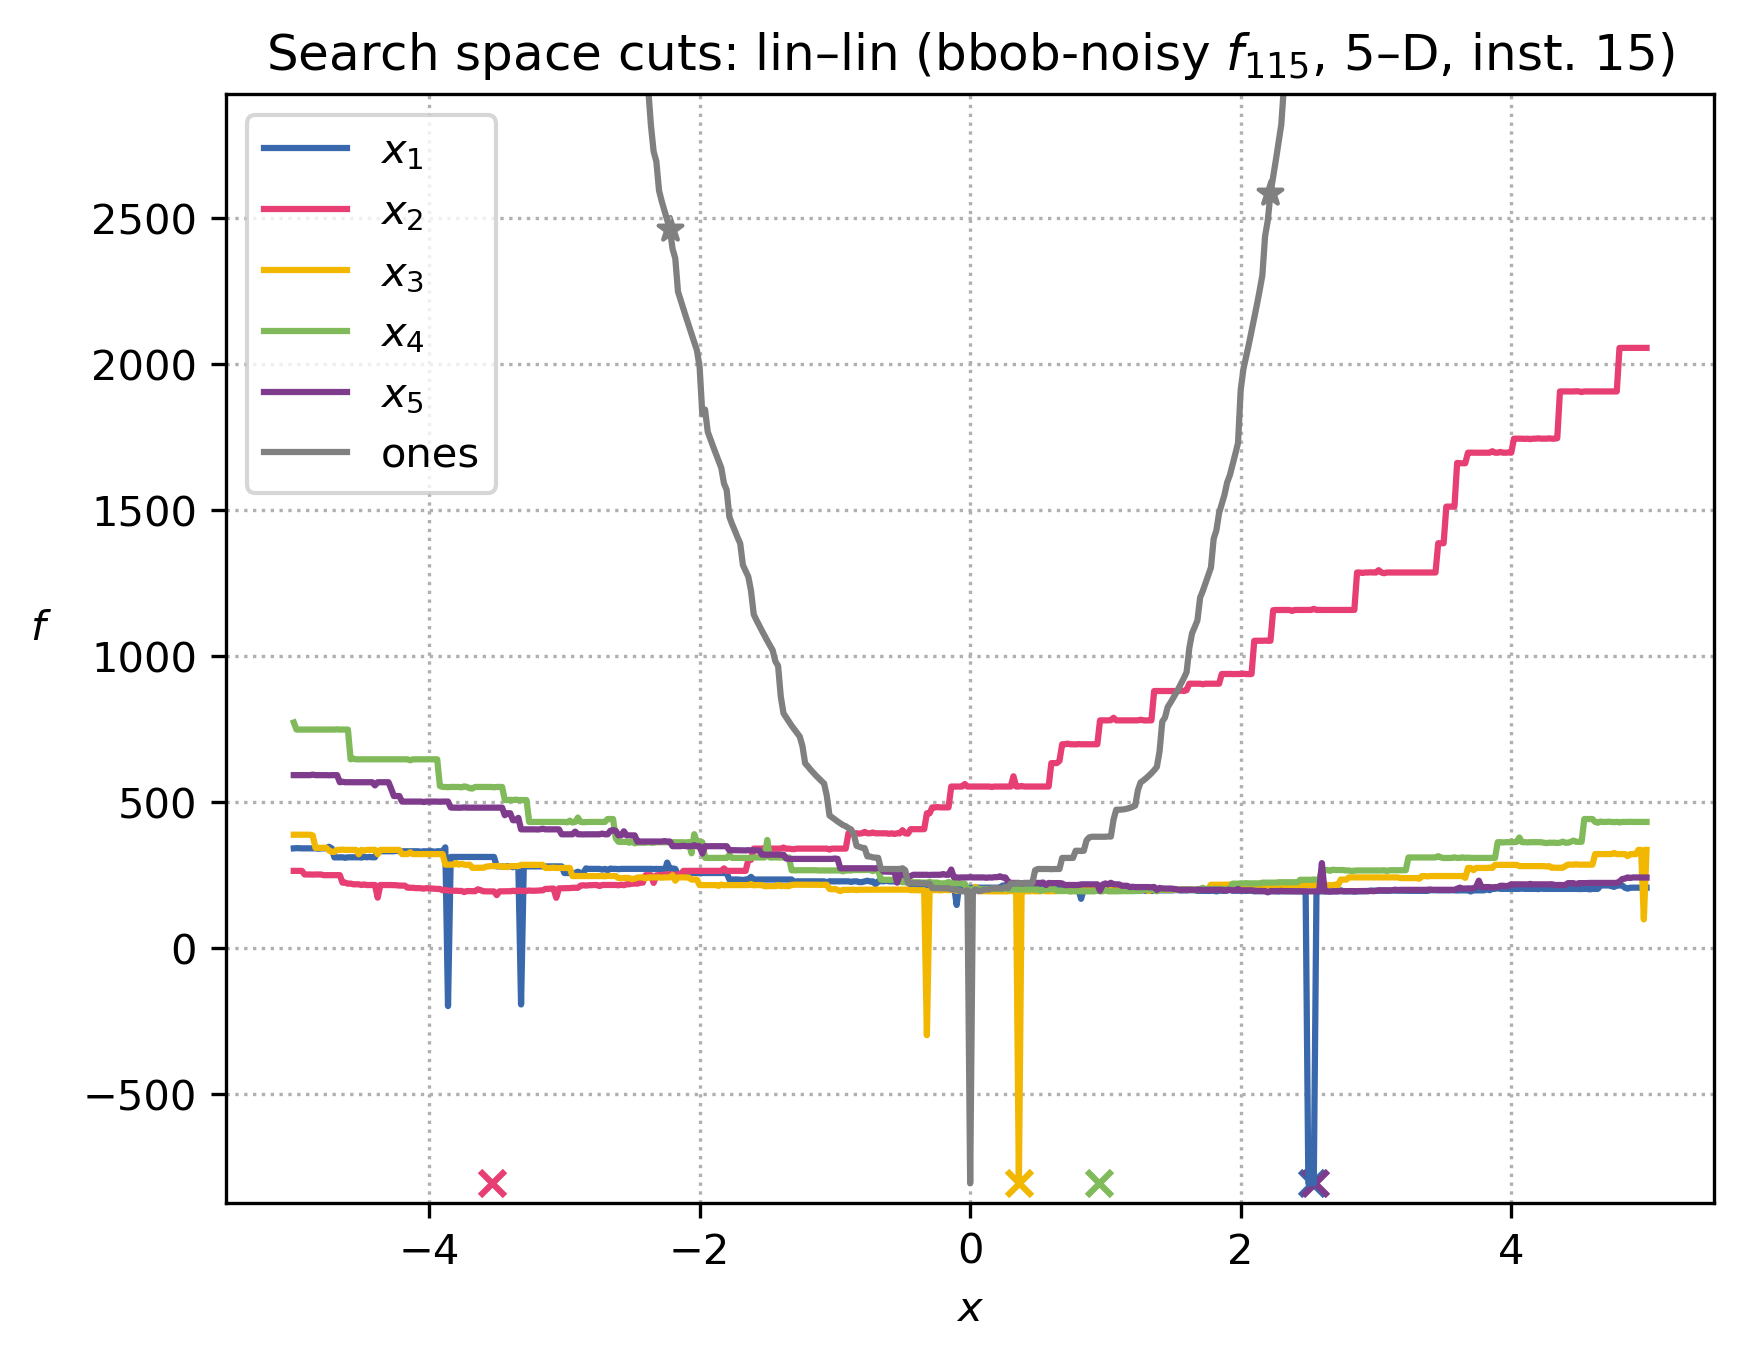 Search space cuts: lin–lin (bbob-noisy f₁₁₅, 5–D, inst. 15)
x₁
x₂
x₃
x₄
x₅
ones
2500
2000
1500
1000
500
0
−500
f
−4
−2
0
2
4
x